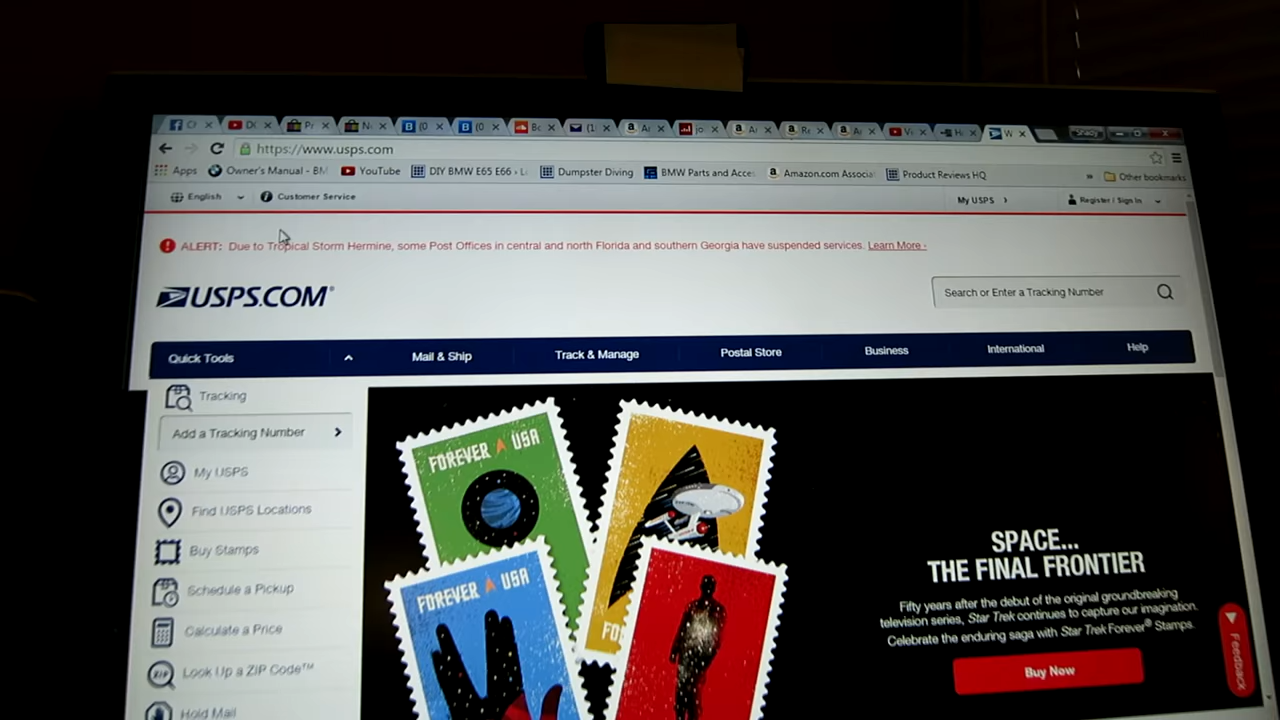 Shady
https://www.usps.com
Apps Owner's Manual - BM YouTube DIY BMW E65 E66 - Dumpster Diving BMW Parts and Acces Amazon.com Associat Product Reviews HQ » Other bookmarks
English Customer Service My USPS › Register / Sign In
ALERT: Due to Tropical Storm Hermine, some Post Offices in central and north Florida and southern Georgia have suspended services. Learn More ›
USPS.COM®
Search or Enter a Tracking Number
Quick Tools Mail & Ship Track & Manage Postal Store Business International Help
Tracking
Add a Tracking Number
My USPS
Find USPS Locations
Buy Stamps
Schedule a Pickup
Calculate a Price
ZIP Look Up a ZIP Code™
Hold Mail
FOREVER USA
FOREVER USA
FO
SPACE...
THE FINAL FRONTIER
Fifty years after the debut of the original groundbreaking
television series, Star Trek continues to capture our imagination.
Celebrate the enduring saga with Star Trek Forever® Stamps.
Buy Now
Feedback